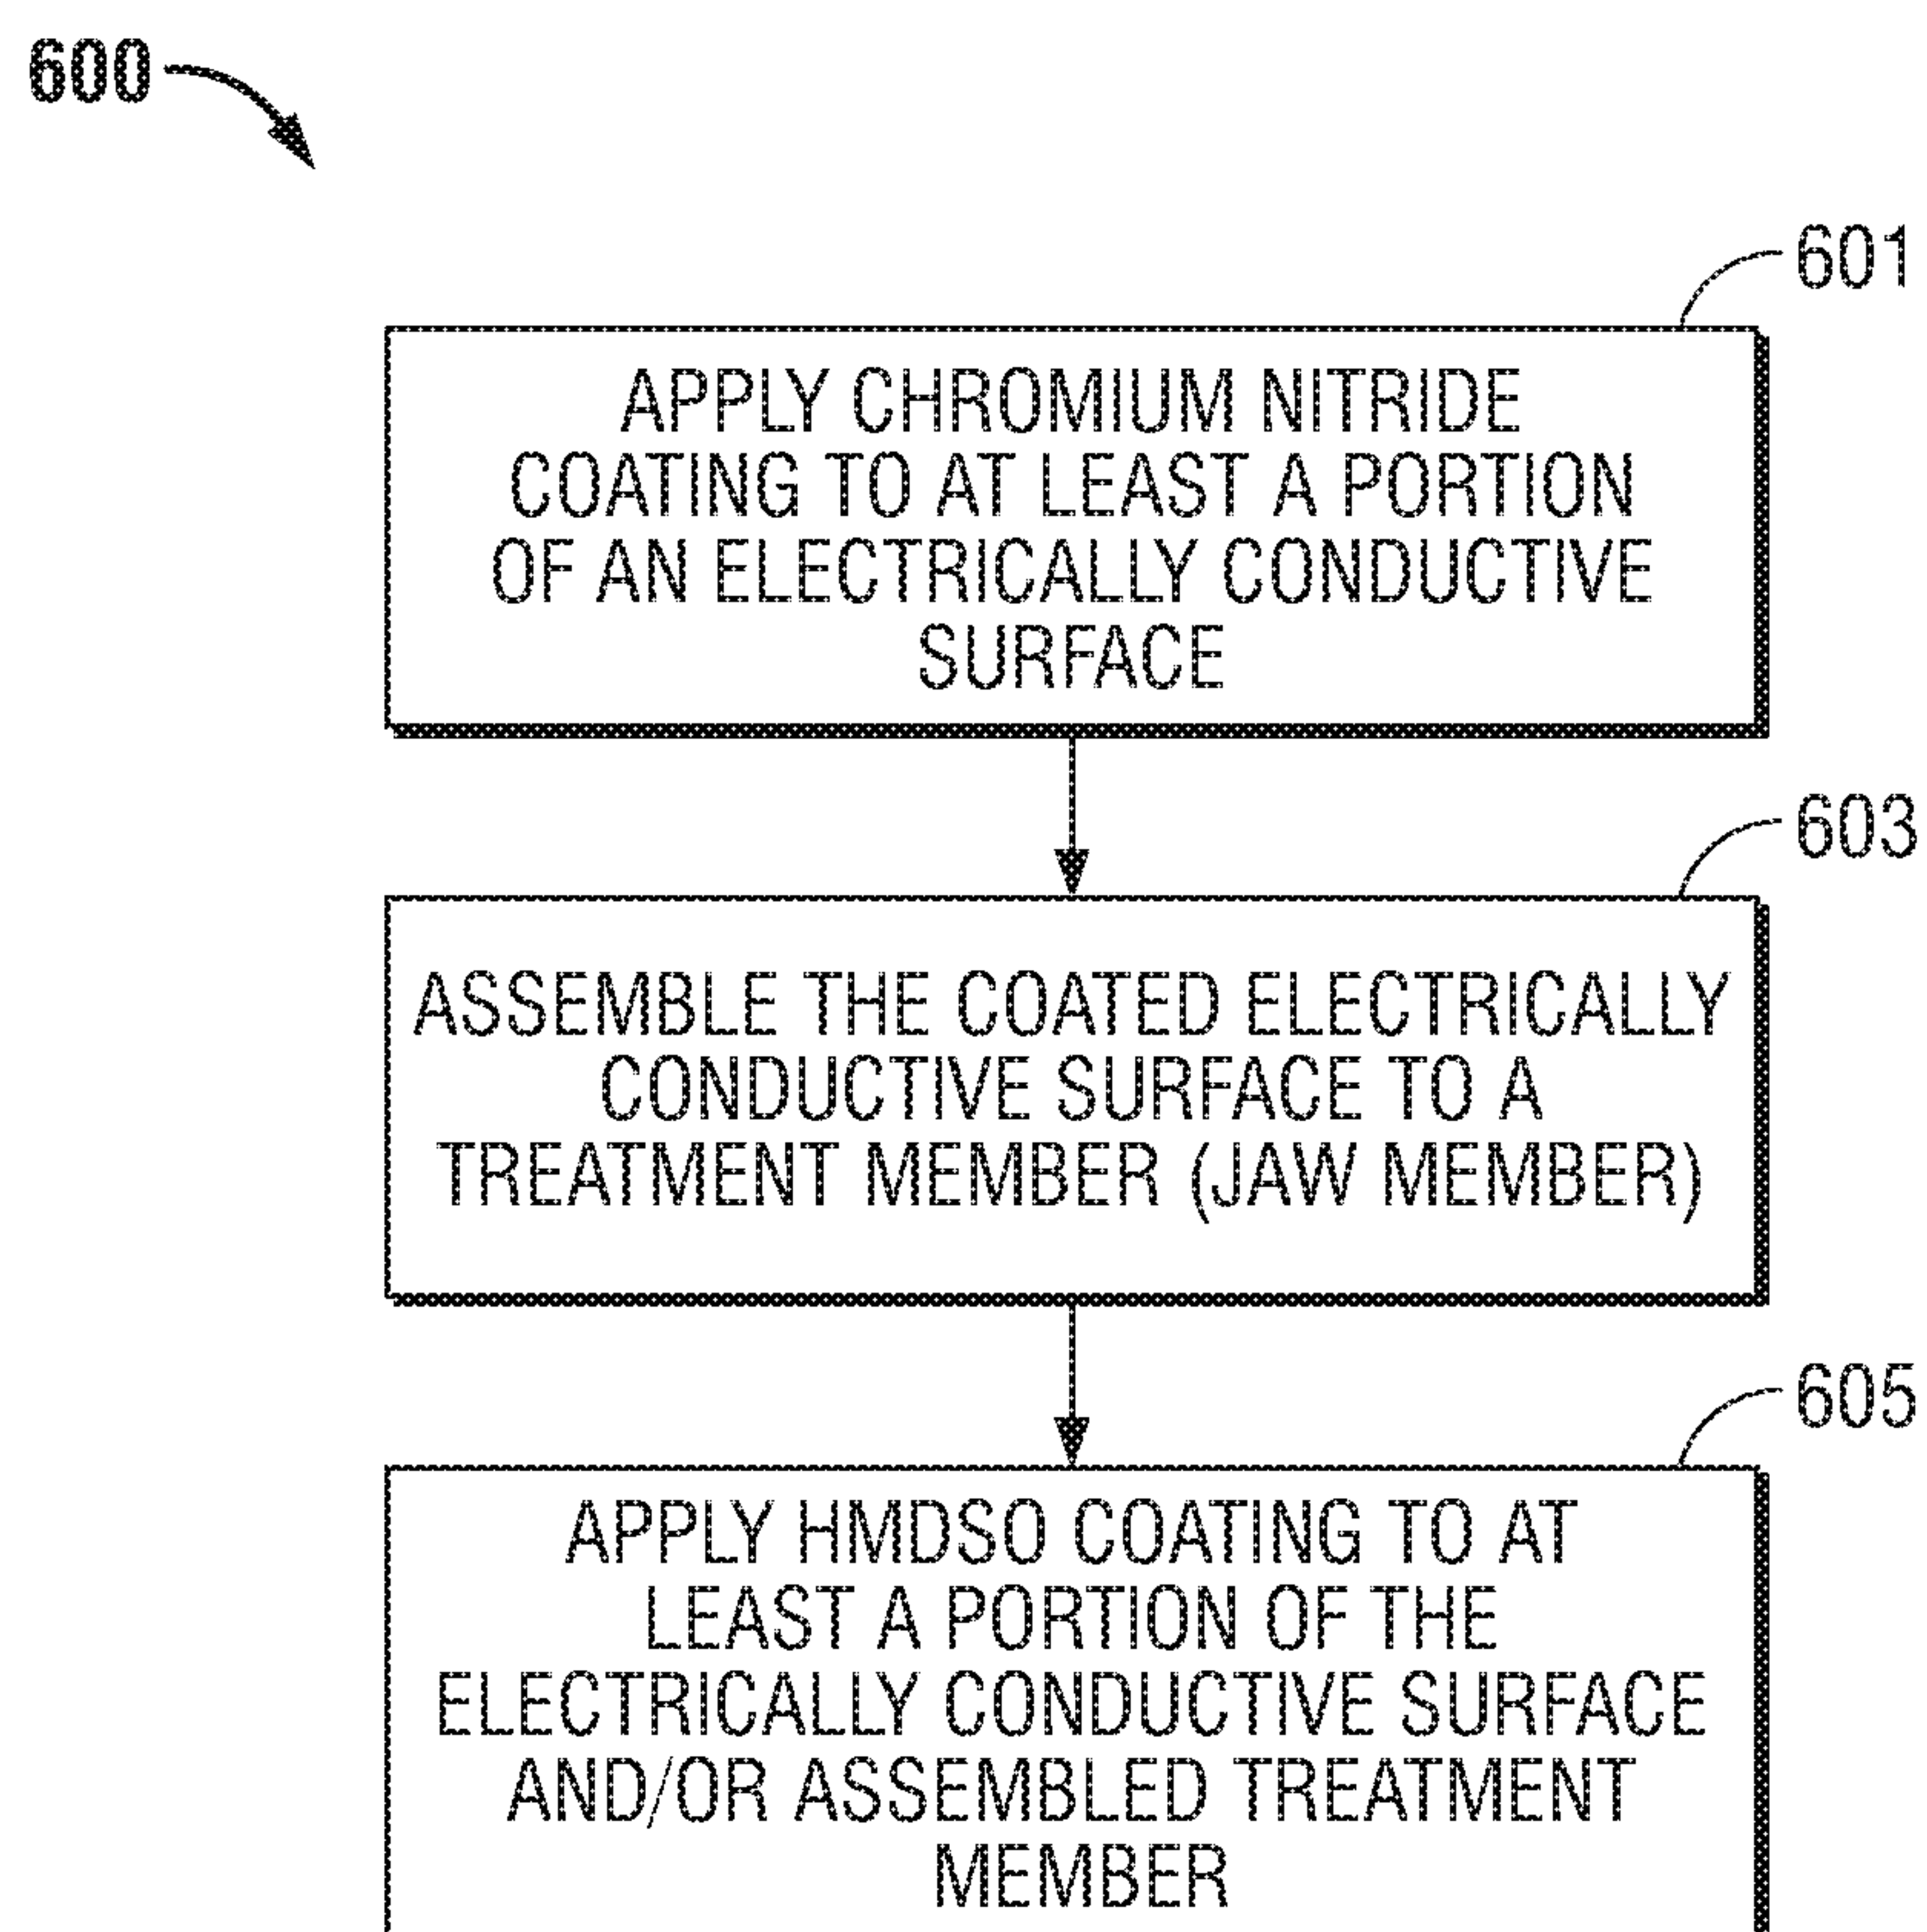 600
601
APPLY CHROMIUM NITRIDE
COATING TO AT LEAST A PORTION
OF AN ELECTRICALLY CONDUCTIVE
SURFACE
603
ASSEMBLE THE COATED ELECTRICALLY
CONDUCTIVE SURFACE TO A
TREATMENT MEMBER (JAW MEMBER)
605
APPLY HMDSO COATING TO AT
LEAST A PORTION OF THE
ELECTRICALLY CONDUCTIVE SURFACE
AND/OR ASSEMBLED TREATMENT
MEMBER